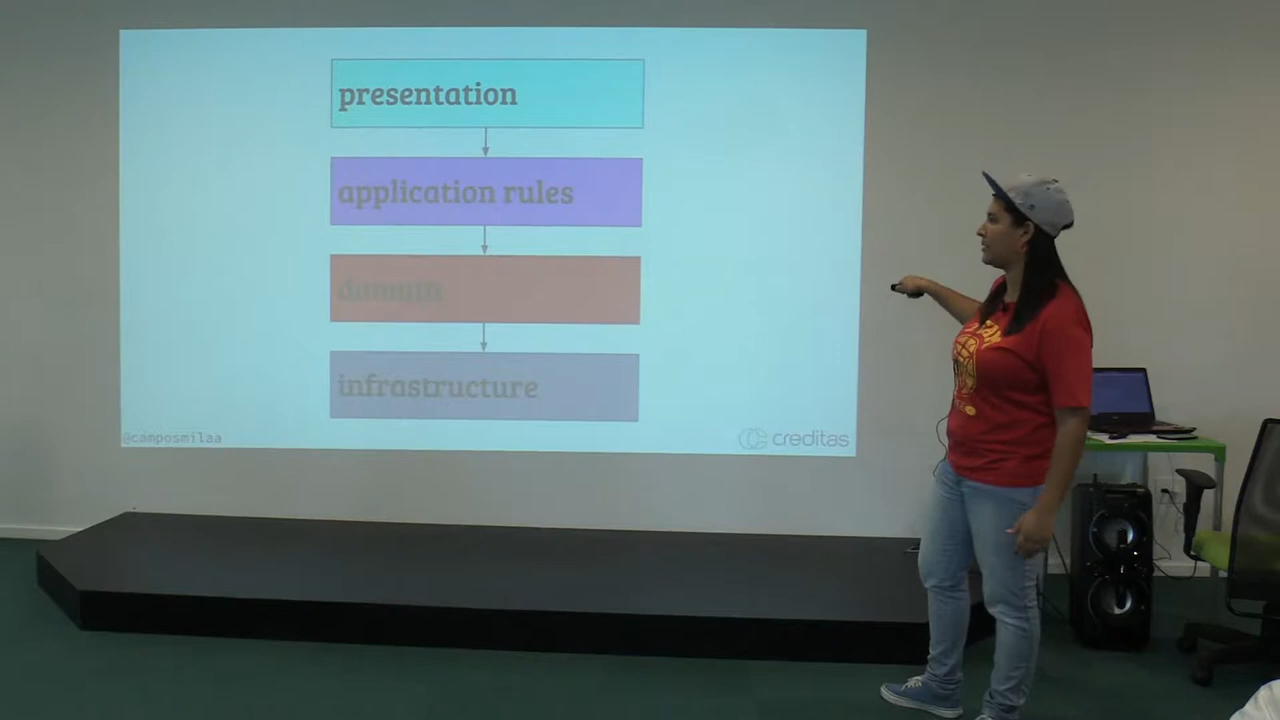 presentation
application rules
infrastructure
@camposmilaa
creditas